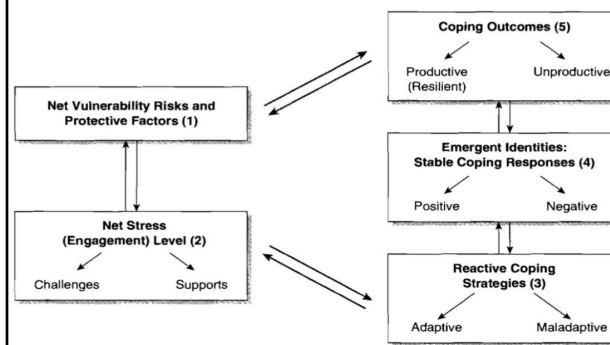 Net Vulnerability Risks and
Protective Factors (1)
Net Stress
(Engagement) Level (2)
Challenges Supports
Coping Outcomes (5)
Productive Unproductive
(Resilient)
Emergent Identities:
Stable Coping Responses (4)
Positive Negative
Reactive Coping
Strategies (3)
Adaptive Maladaptive